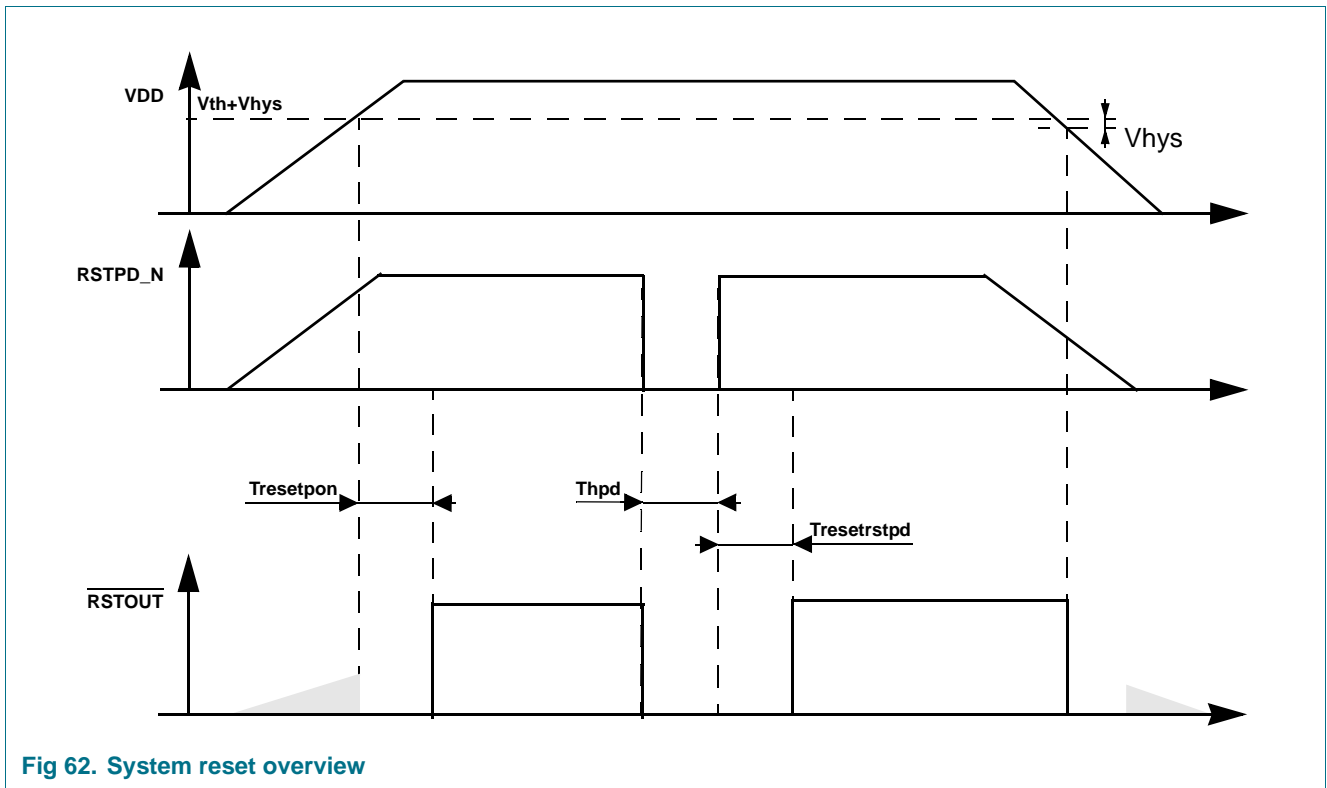 VDD
Vth+Vhys
Vhys
RSTPD_N
Tresetpon
Thpd
Tresetrstpd
RSTOUT
Fig 62. System reset overview